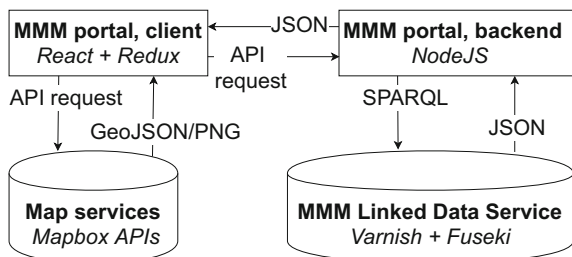 MMM portal, client
React + Redux
JSON
API
request
MMM portal, backend
NodeJS
API request
GeoJSON/PNG
SPARQL
JSON
Map services
Mapbox APIs
MMM Linked Data Service
Varnish + Fuseki